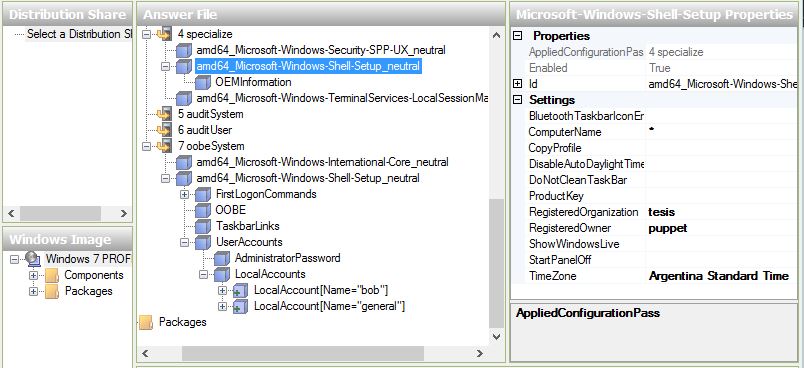 Distribution Share
Select a Distribution Sh
Windows Image
Windows 7 PROF
Components
Packages
Answer File
4 specialize
amd64_Microsoft-Windows-Security-SPP-UX_neutral
amd64_Microsoft-Windows-Shell-Setup_neutral
OEMInformation
amd64_Microsoft-Windows-TerminalServices-LocalSessionMa
5 auditSystem
6 auditUser
7 oobeSystem
amd64_Microsoft-Windows-International-Core_neutral
amd64_Microsoft-Windows-Shell-Setup_neutral
FirstLogonCommands
OOBE
TaskbarLinks
UserAccounts
AdministratorPassword
LocalAccounts
LocalAccount[Name="bob"]
LocalAccount[Name="general"]
Packages
Microsoft-Windows-Shell-Setup Properties
Properties
AppliedConfigurationPas 4 specialize
Enabled True
Id amd64_Microsoft-Windows-She
Settings
BluetoothTaskbarIconEr
ComputerName *
CopyProfile
DisableAutoDaylightTime
DoNotCleanTaskBar
ProductKey
RegisteredOrganization tesis
RegisteredOwner puppet
ShowWindowsLive
StartPanelOff
TimeZone Argentina Standard Time
AppliedConfigurationPass